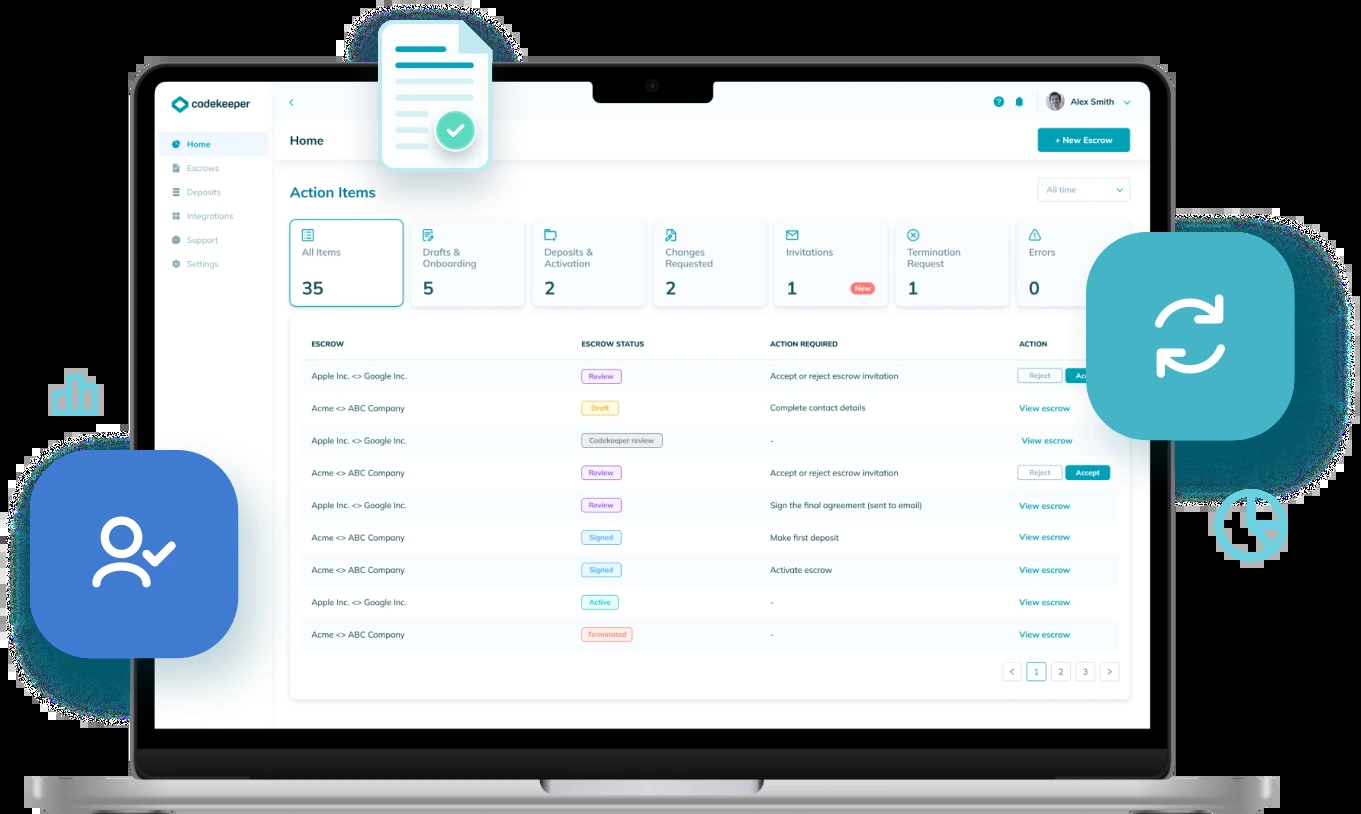 codekeeper
Alex Smith
Home
Home
+ New Escrow
Escrows
Deposits
Integrations
Support
Settings
Action Items
All time
All Items
35
Drafts &
Onboarding
5
Deposits &
Activation
2
Changes
Requested
2
Invitations
1
New
Termination
Request
1
Errors
0
ESCROW ESCROW STATUS ACTION REQUIRED ACTION
Apple Inc. <> Google Inc. Review Accept or reject escrow invitation Reject
Acme <> ABC Company Draft Complete contact details View escrow
Apple Inc. <> Google Inc. Codekeeper review - View escrow
Acme <> ABC Company Review Accept or reject escrow invitation Reject Accept
Apple Inc. <> Google Inc. Review Sign the final agreement (sent to email) View escrow
Acme <> ABC Company Signed Make first deposit View escrow
Acme <> ABC Company Signed Activate escrow View escrow
Apple Inc. <> Google Inc. Active - View escrow
Acme <> ABC Company Terminated - View escrow
< 1 2 3 >